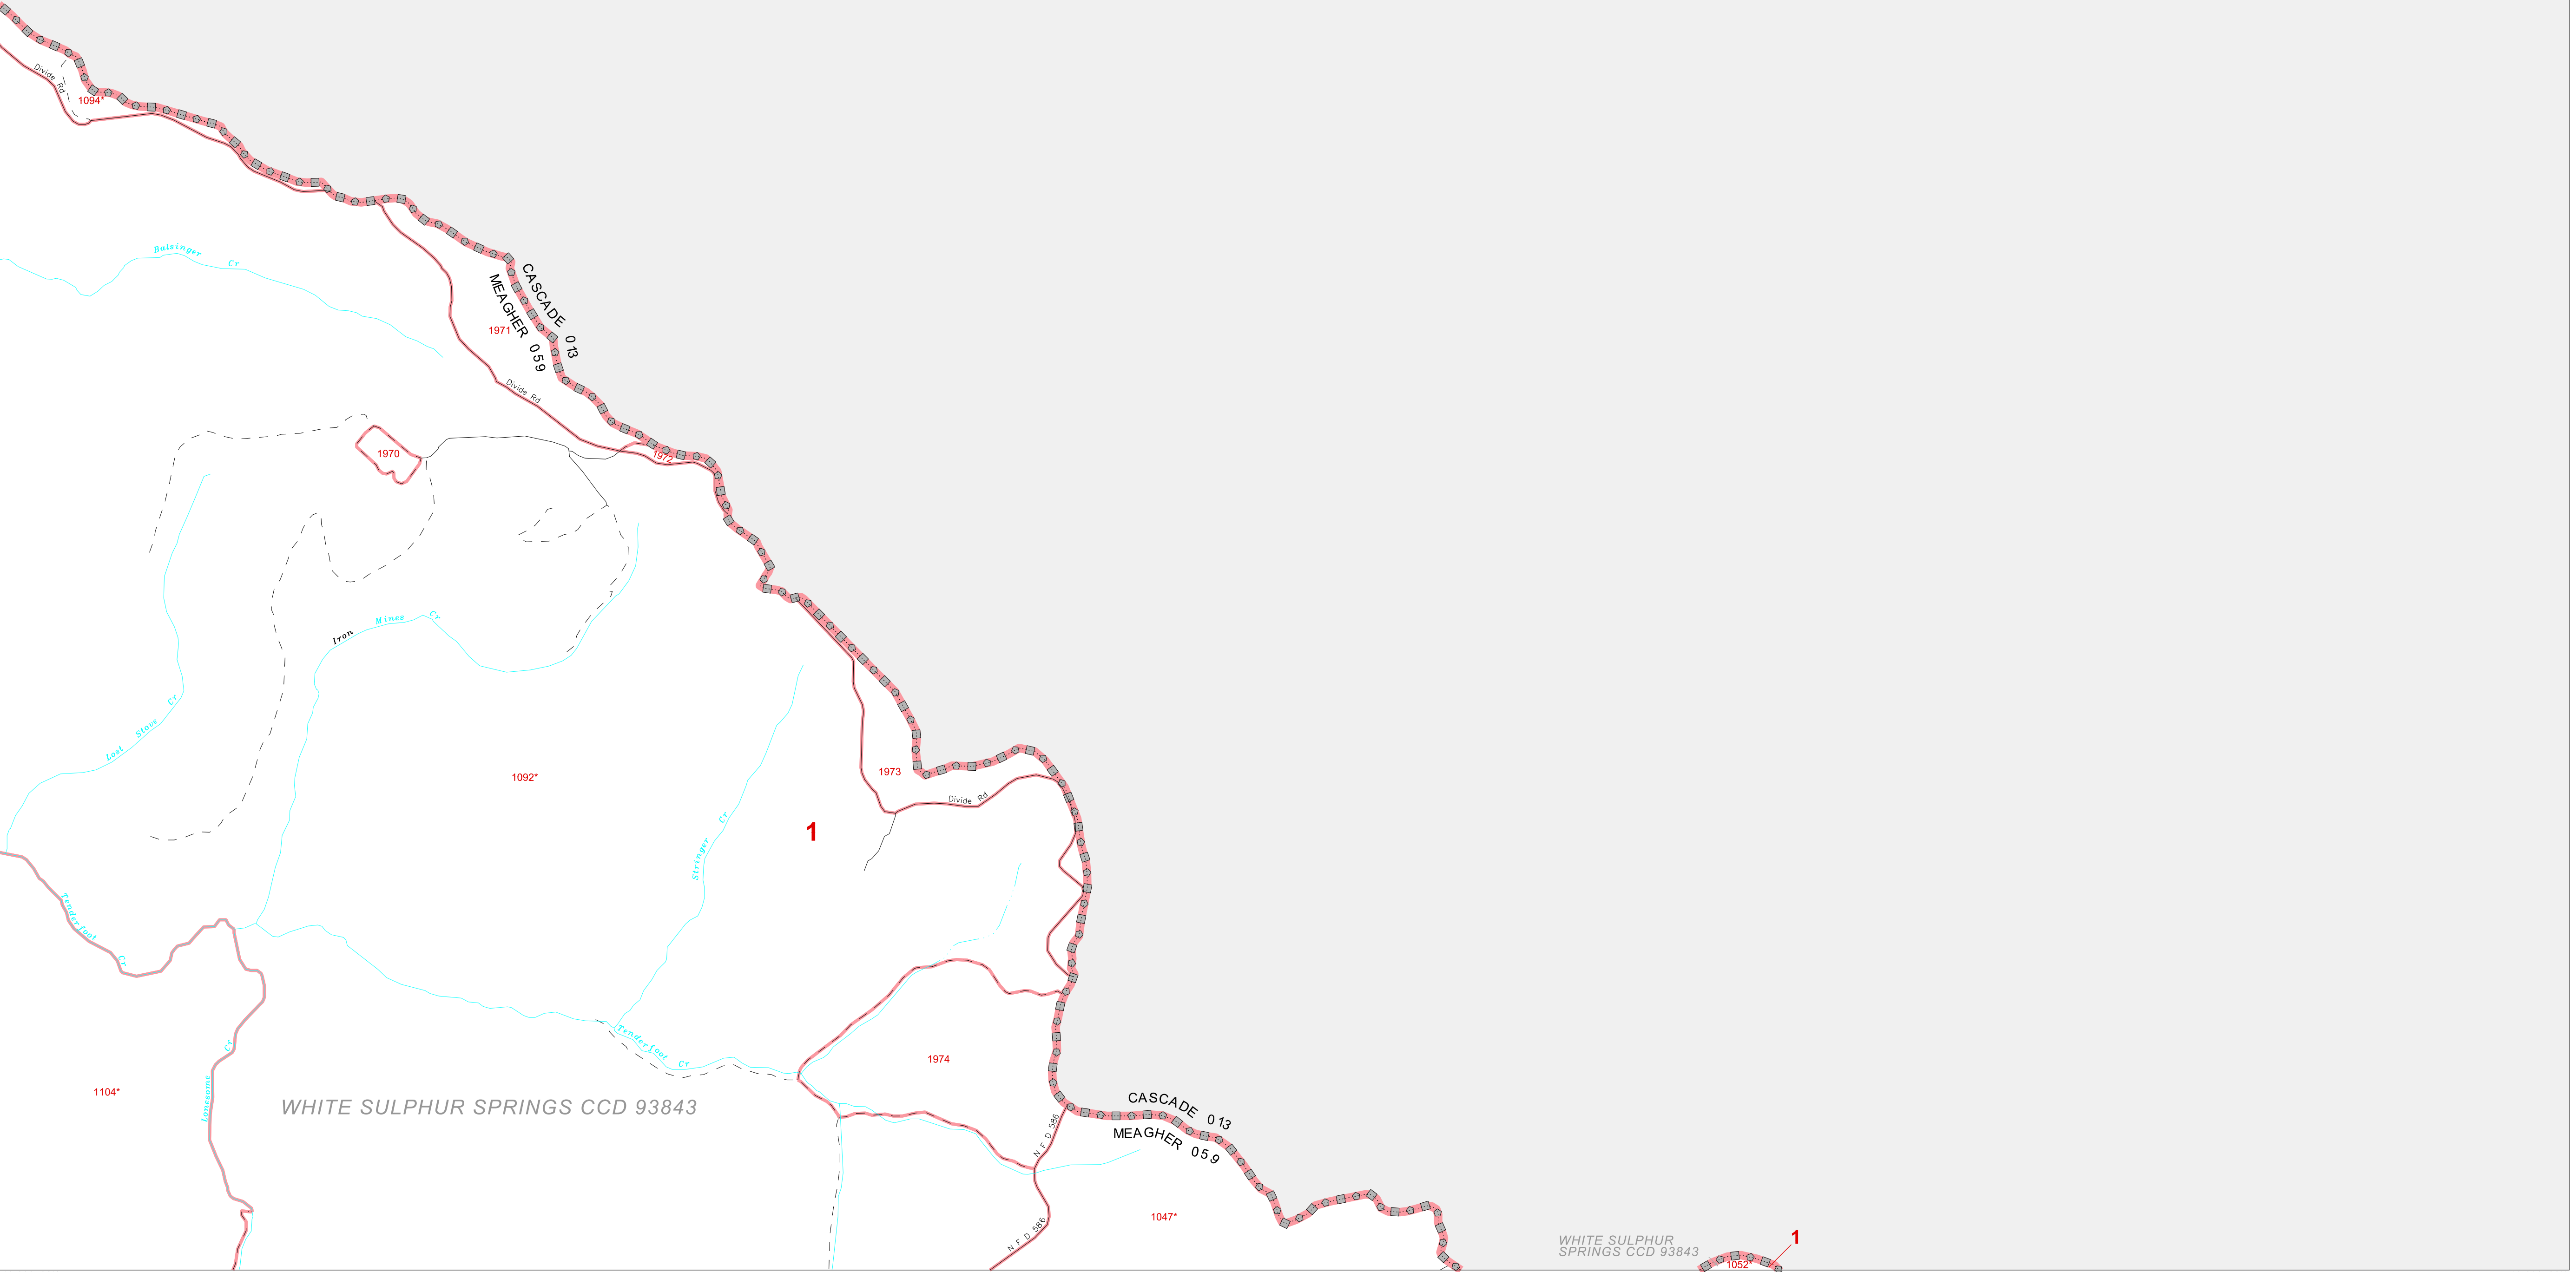 Divide Rd
1094*
Balsinger Cr
CASCADE 013
MEAGHER 059
1971
Divide Rd
1970
1972
Iron Mines Cr
Lost Stove Cr
1092*
1973
Divide Rd
1
Stringer Cr
Tenderfoot Cr
Tenderfoot Cr
1974
Lonesome Cr
1104*
WHITE SULPHUR SPRINGS CCD 93843
CASCADE 013
MEAGHER 059
N F D 586
N F D 586
1047*
WHITE SULPHUR
SPRINGS CCD 93843
1
1052*